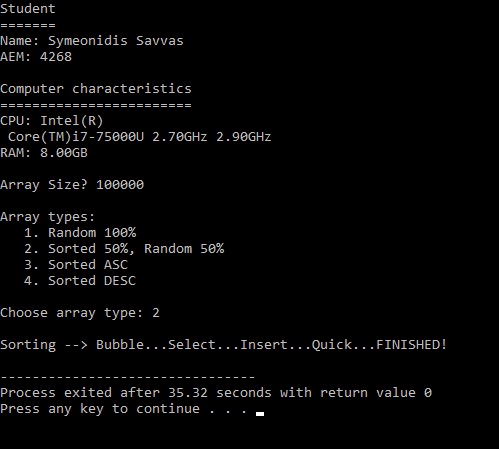 Student
=======
Name: Symeonidis Savvas
AEM: 4268
Computer characteristics
========================
CPU: Intel(R)
Core(TM)i7-75000U 2.70GHz 2.90GHz
RAM: 8.00GB
Array Size? 100000
Array types:
1. Random 100%
2. Sorted 50%, Random 50%
3. Sorted ASC
4. Sorted DESC
Choose array type: 2
Sorting --> Bubble...Select...Insert...Quick...FINISHED!
--------------------------------
Process exited after 35.32 seconds with return value 0
Press any key to continue . . .